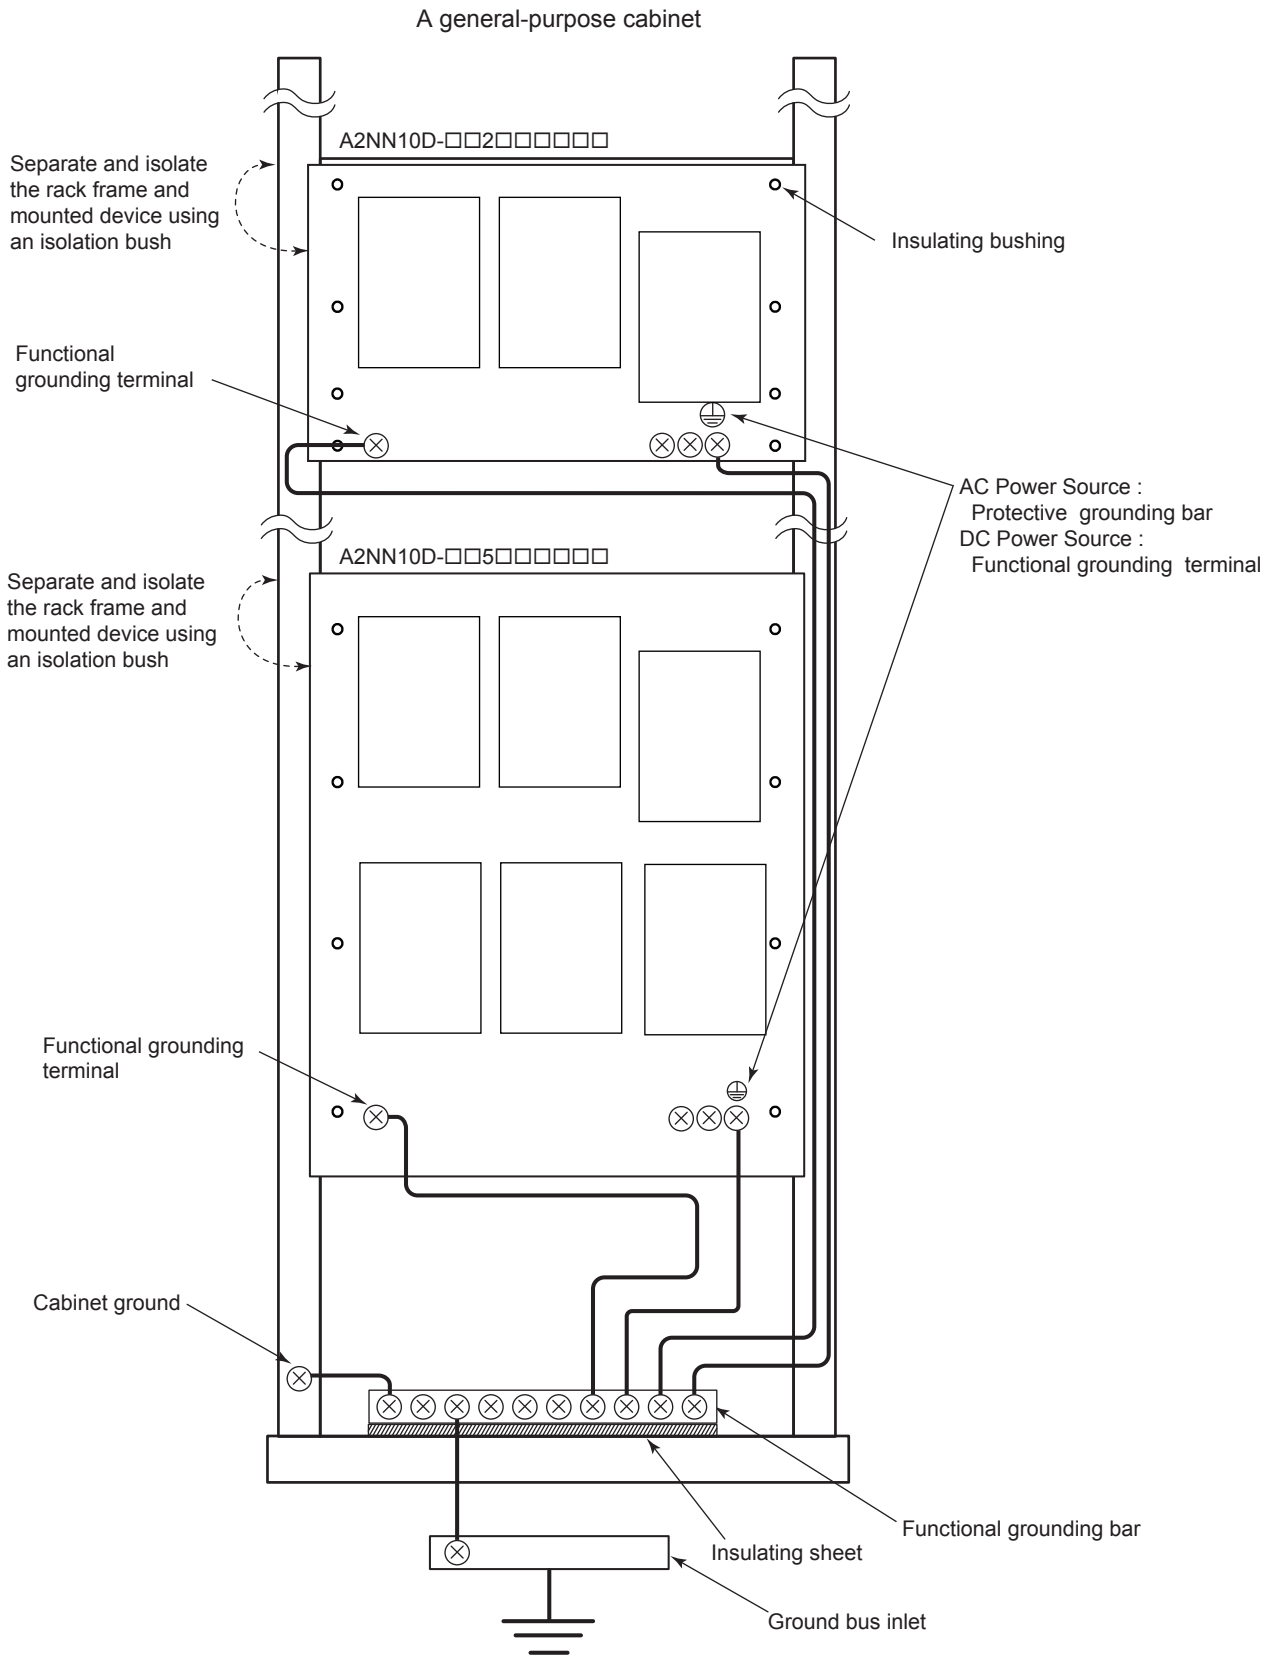 A general-purpose cabinet
A2NN10D-□□2□□□□□□
Separate and isolate
the rack frame and
mounted device using
an isolation bush
Insulating bushing
Functional
grounding terminal
AC Power Source :
Protective grounding bar
DC Power Source :
Functional grounding terminal
A2NN10D-□□5□□□□□□
Separate and isolate
the rack frame and
mounted device using
an isolation bush
Functional grounding
terminal
Cabinet ground
Functional grounding bar
Insulating sheet
Ground bus inlet